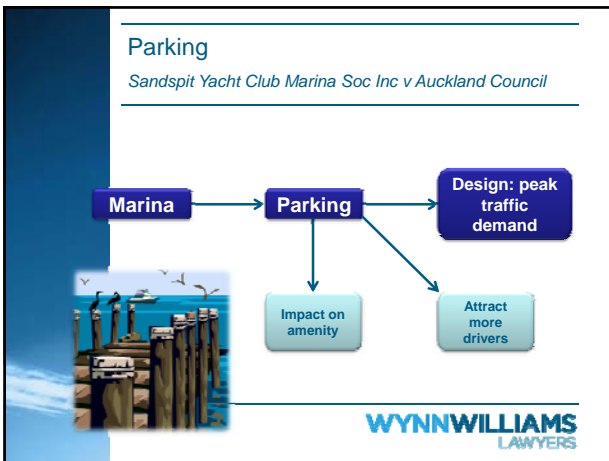 Parking
Sandspit Yacht Club Marina Soc Inc v Auckland Council
Marina
Parking
Design: peak
traffic
demand
Impact on
amenity
Attract
more
drivers
WYNNWILLIAMS
LAWYERS